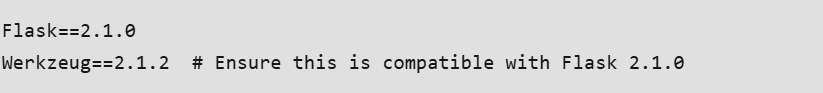 Flask==2.1.0
Werkzeug==2.1.2  # Ensure this is compatible with Flask 2.1.0